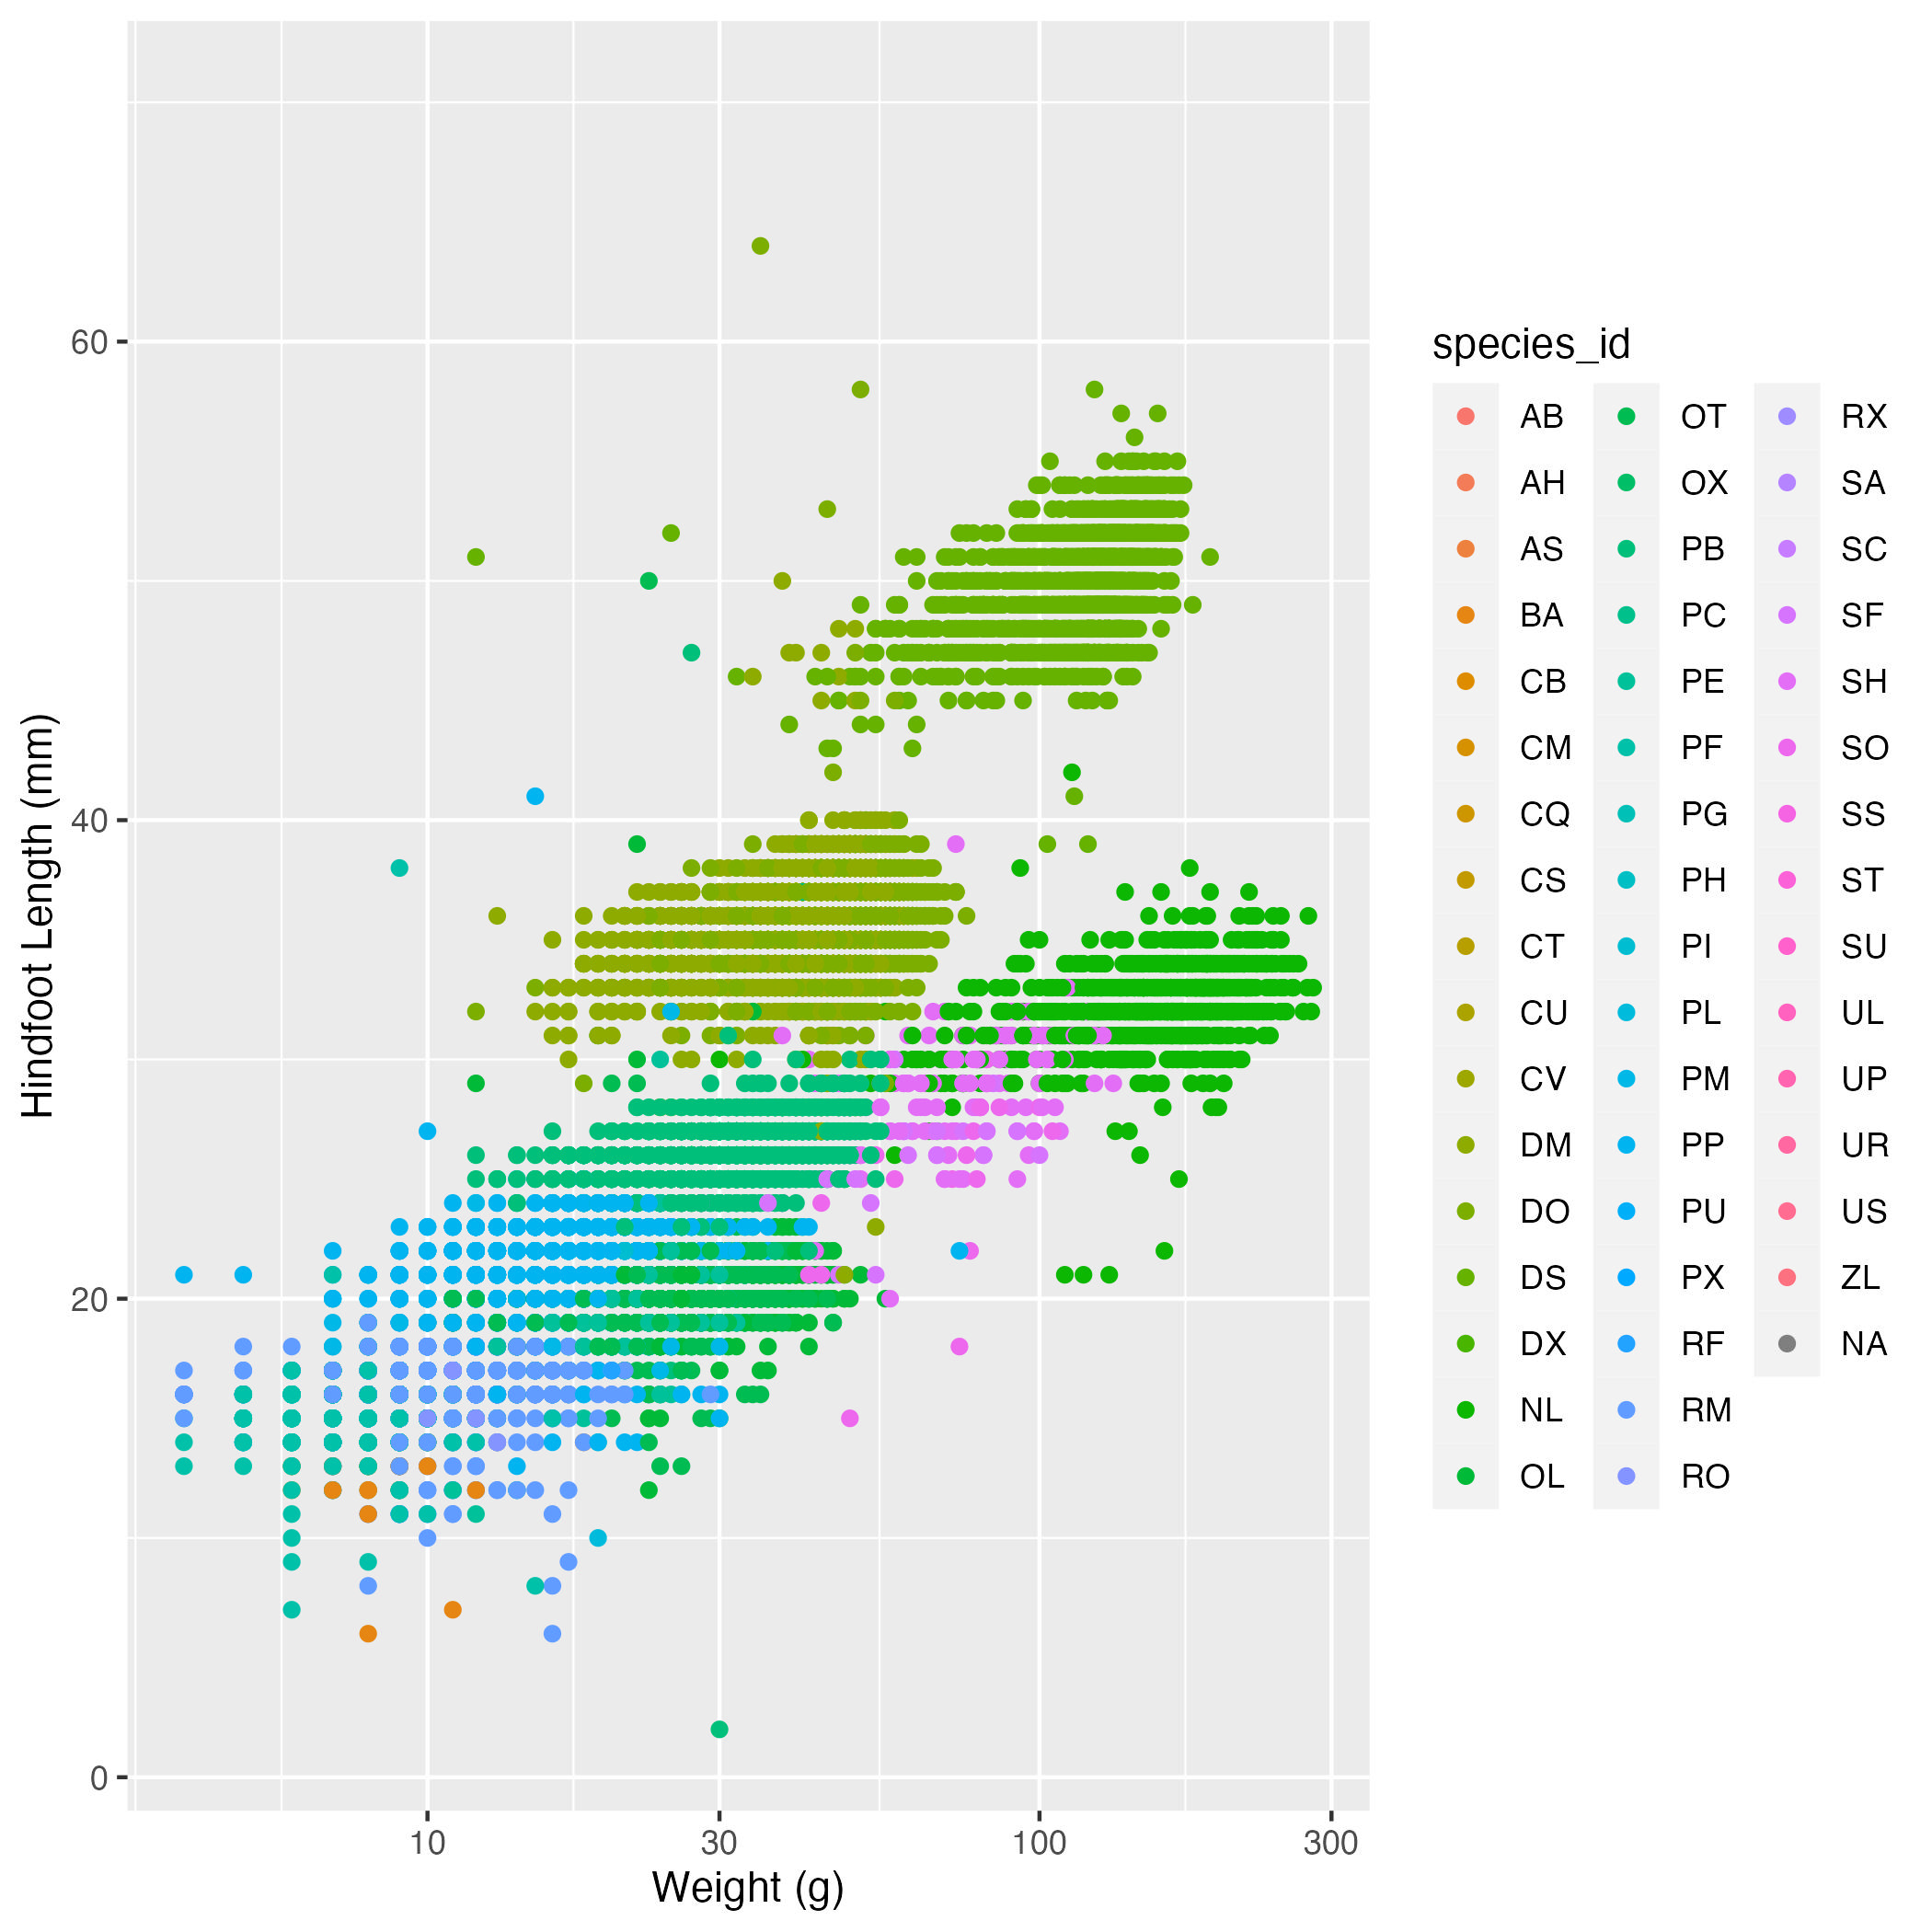 60
40
20
0
Hindfoot Length (mm)
10 30 100 300
Weight (g)
species_id
AB OT RX
AH OX SA
AS PB SC
BA PC SF
CB PE SH
CM PF SO
CQ PG SS
CS PH ST
CT PI SU
CU PL UL
CV PM UP
DM PP UR
DO PU US
DS PX ZL
DX RF NA
NL RM
OL RO